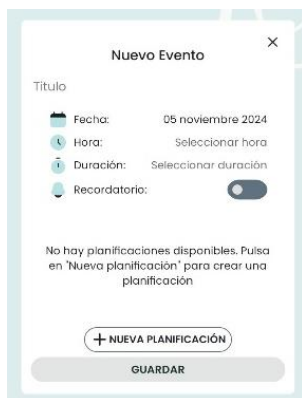 Nuevo Evento
Titulo
Fecha: 05 noviembre 2024
Hora: Seleccionar hora
Duración: Seleccionar duración
Recordatorio:
No hay planificaciones disponibles. Pulsa
en "Nueva planificación" para crear una
planificación
+ NUEVA PLANIFICACIÓN
GUARDAR